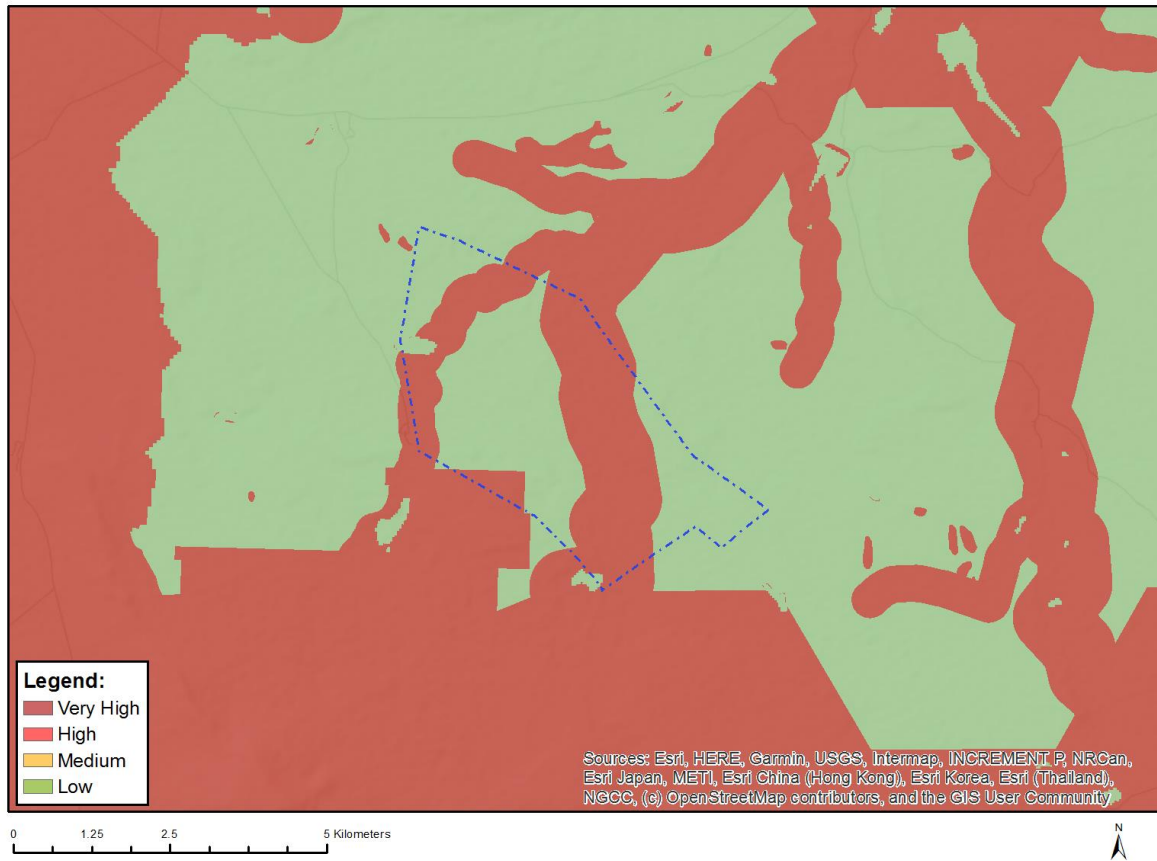 Legend:
Very High
High
Medium
Low
Sources: Esri, HERE, Garmin, USGS, Intermap, INCREMENT P, NRCan,
Esri Japan, METI, Esri China (Hong Kong), Esri Korea, Esri (Thailand),
NGCC, (c) OpenStreetMap contributors, and the GIS User Community
0 1.25 2.5 5 Kilometers
N